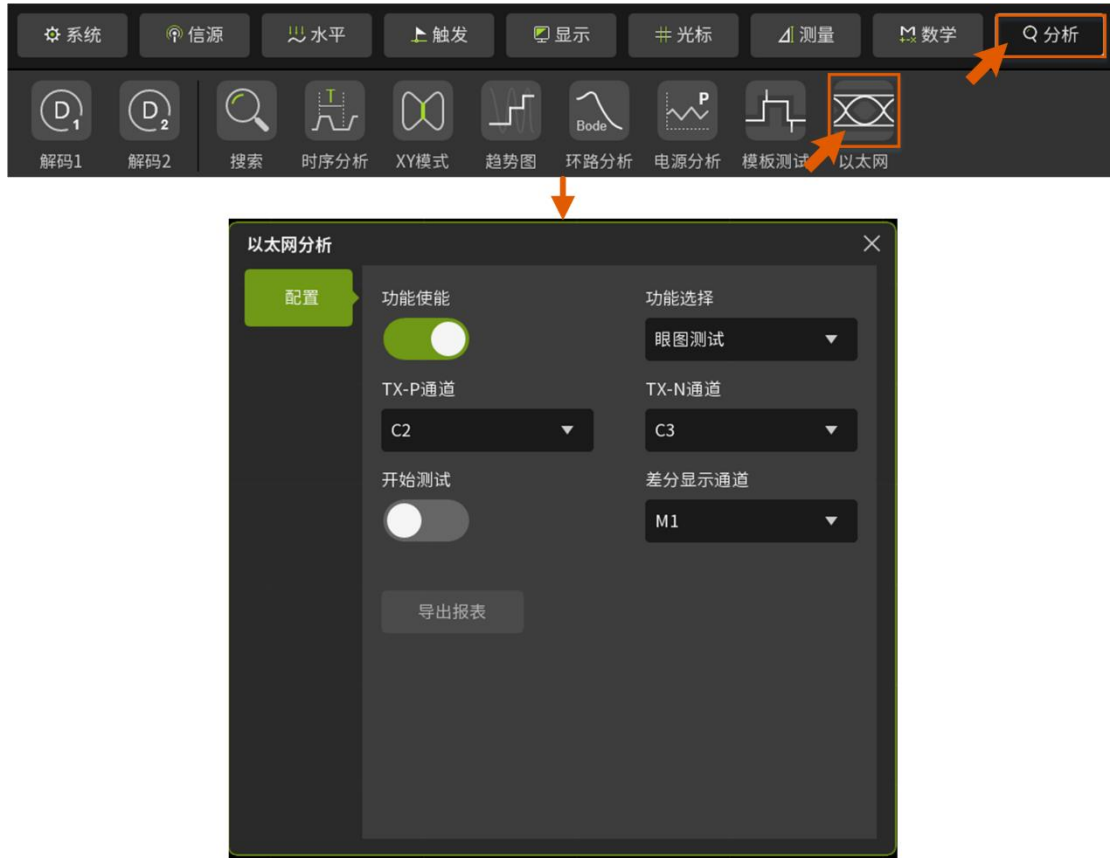 系统 信源 水平 触发 显示 光标 测量 数学 分析
D1 D2 T Bode P
解码1 解码2 搜索 时序分析 XY模式 趋势图 环路分析 电源分析 模板测试 以太网
以太网分析
配置
功能使能 功能选择
眼图测试
TX-P通道 TX-N通道
C2 C3
开始测试 差分显示通道
M1
导出报表